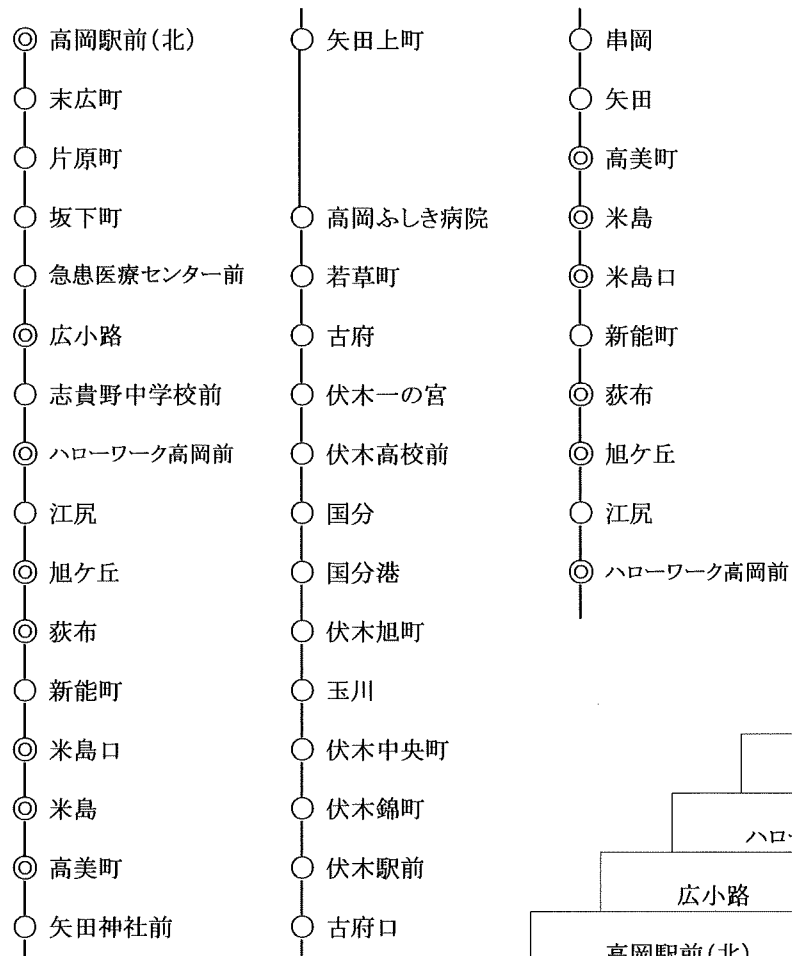 高岡駅前(北)
末広町
片原町
坂下町
急患医療センター前
広小路
志貴野中学校前
ハローワーク高岡前
江尻
旭ケ丘
荻布
新能町
米島口
米島
高美町
矢田神社前
矢田上町
高岡ふしき病院
若草町
古府
伏木一の宮
伏木高校前
国分
国分港
伏木旭町
玉川
伏木中央町
伏木錦町
伏木駅前
古府口
串岡
矢田
高美町
米島
米島口
新能町
荻布
旭ケ丘
江尻
ハローワーク高岡前
ハロー
広小路
高岡駅前(北)